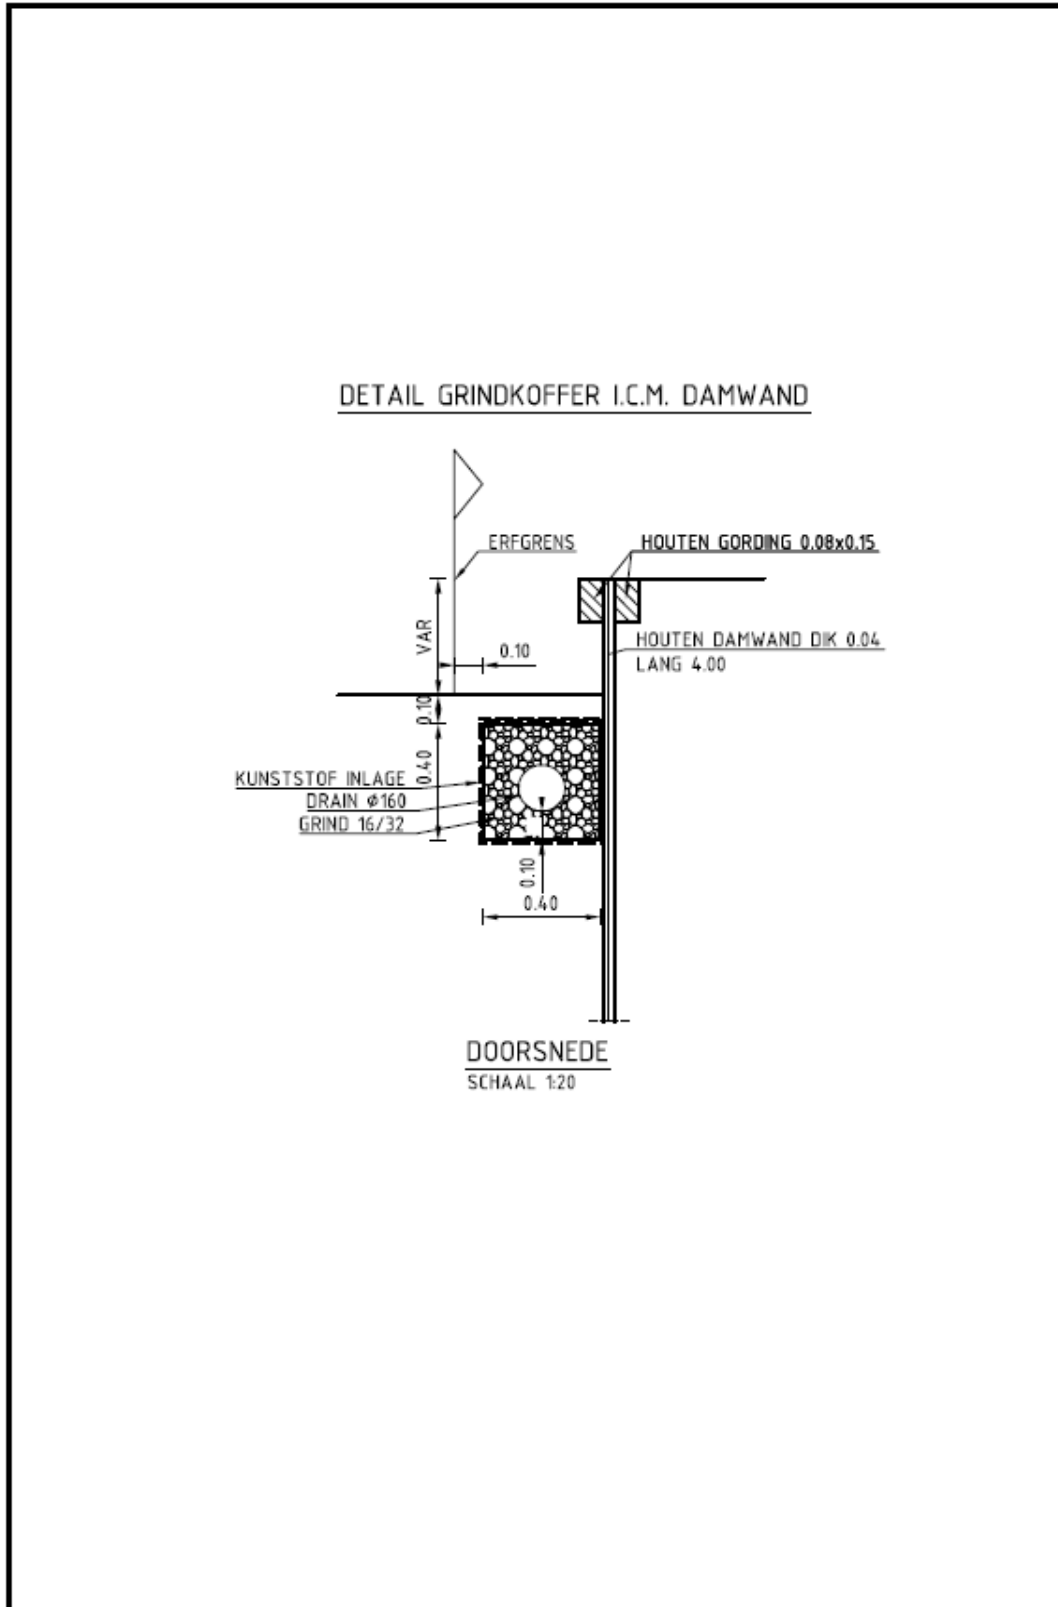 DETAIL GRINDKOFFER I.C.M. DAMWAND
ERFGRENS
HOUTEN GORDING 0.08x0.15
VAR
0.10
HOUTEN DAMWAND DIK 0.04
LANG 4.00
0.10
0.40
KUNSTSTOF INLAGE
DRAIN ø160
GRIND 16/32
0.10
0.40
DOORSNEDE
SCHAAL 1:20